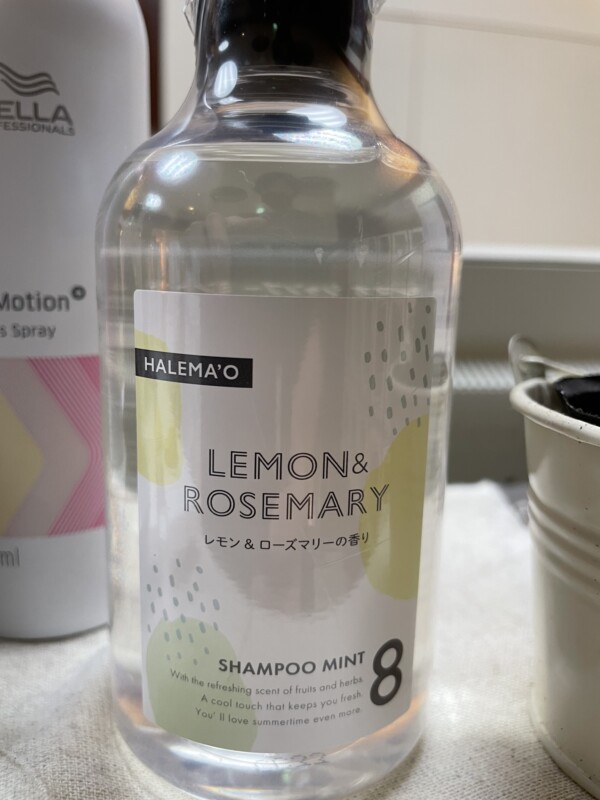 ELLA
FESSIONALS
Motion
s Spray
ml
HALEMA'O
LEMON&
ROSEMARY
レモン & ローズマリーの香り
SHAMPOO MINT 8
With the refreshing scent of fruits and herbs.
A cool touch that keeps you fresh.
You' ll love summertime even more.